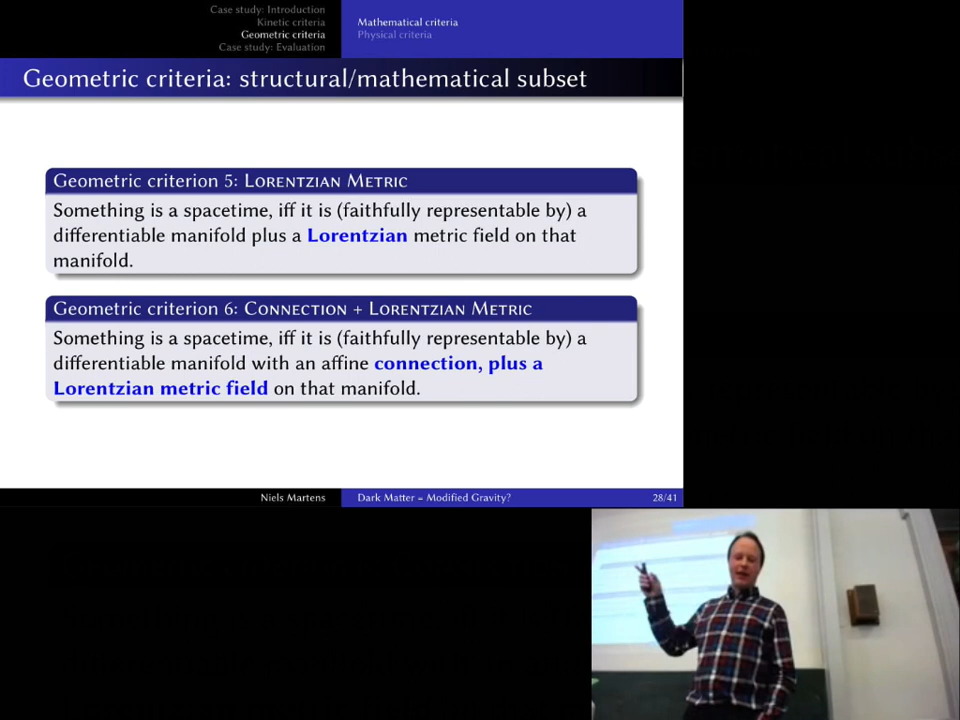 Case study: Introduction
Kinetic criteria
Geometric criteria
Case study: Evaluation
Mathematical criteria
Physical criteria
Geometric criteria: structural/mathematical subset
Geometric criterion 5: Lorentzian Metric
Something is a spacetime, iff it is (faithfully representable by) a
differentiable manifold plus a Lorentzian metric field on that
manifold.
Geometric criterion 6: Connection + Lorentzian Metric
Something is a spacetime, iff it is (faithfully representable by) a
differentiable manifold with an affine connection, plus a
Lorentzian metric field on that manifold.
Niels Martens
Dark Matter = Modified Gravity?
28/41